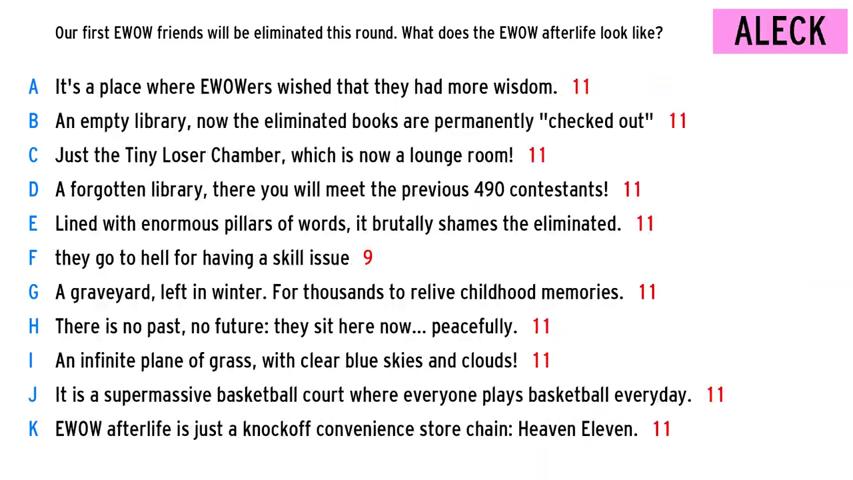 Our first EWOW friends will be eliminated this round. What does the EWOW afterlife look like?
ALECK
A It's a place where EWOWers wished that they had more wisdom. 11
B An empty library, now the eliminated books are permanently "checked out" 11
C Just the Tiny Loser Chamber, which is now a lounge room! 11
D A forgotten library, there you will meet the previous 490 contestants! 11
E Lined with enormous pillars of words, it brutally shames the eliminated. 11
F they go to hell for having a skill issue 9
G A graveyard, left in winter. For thousands to relive childhood memories. 11
H There is no past, no future: they sit here now... peacefully. 11
I An infinite plane of grass, with clear blue skies and clouds! 11
J It is a supermassive basketball court where everyone plays basketball everyday. 11
K EWOW afterlife is just a knockoff convenience store chain: Heaven Eleven. 11